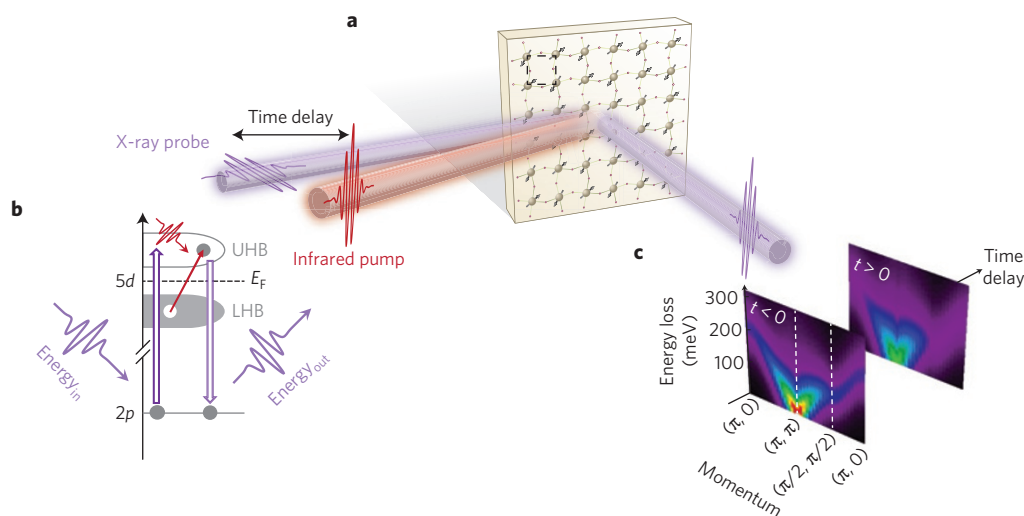 a
Time delay
X-ray probe
Infrared pump
b
UHB
5d
E_F
LHB
Energy_in
Energy_out
2p
c
Time
delay
t > 0
t < 0
300
200
100
Energy loss
(meV)
(π, 0)
(π, π)
(π/2, π/2)
(π, 0)
Momentum